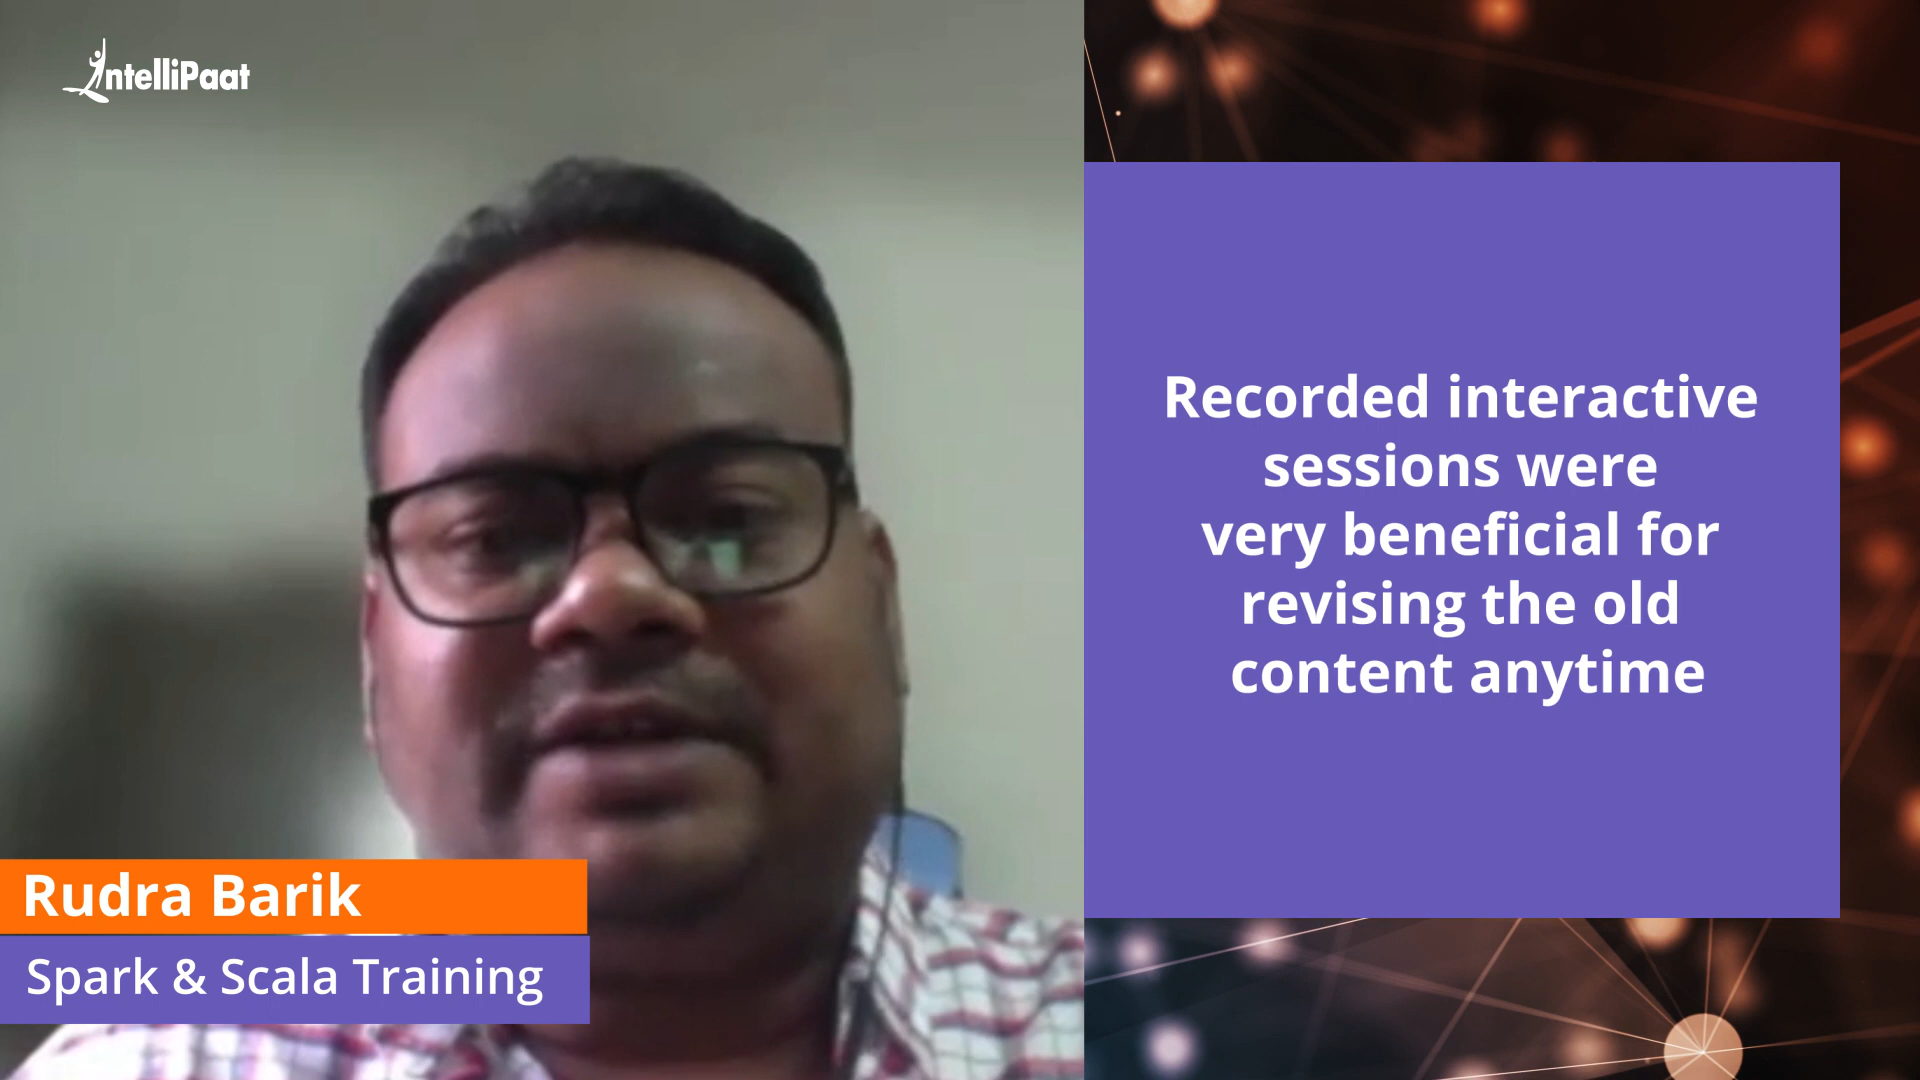 IntelliPaat
Recorded interactive
sessions were
very beneficial for
revising the old
content anytime
Rudra Barik
Spark & Scala Training